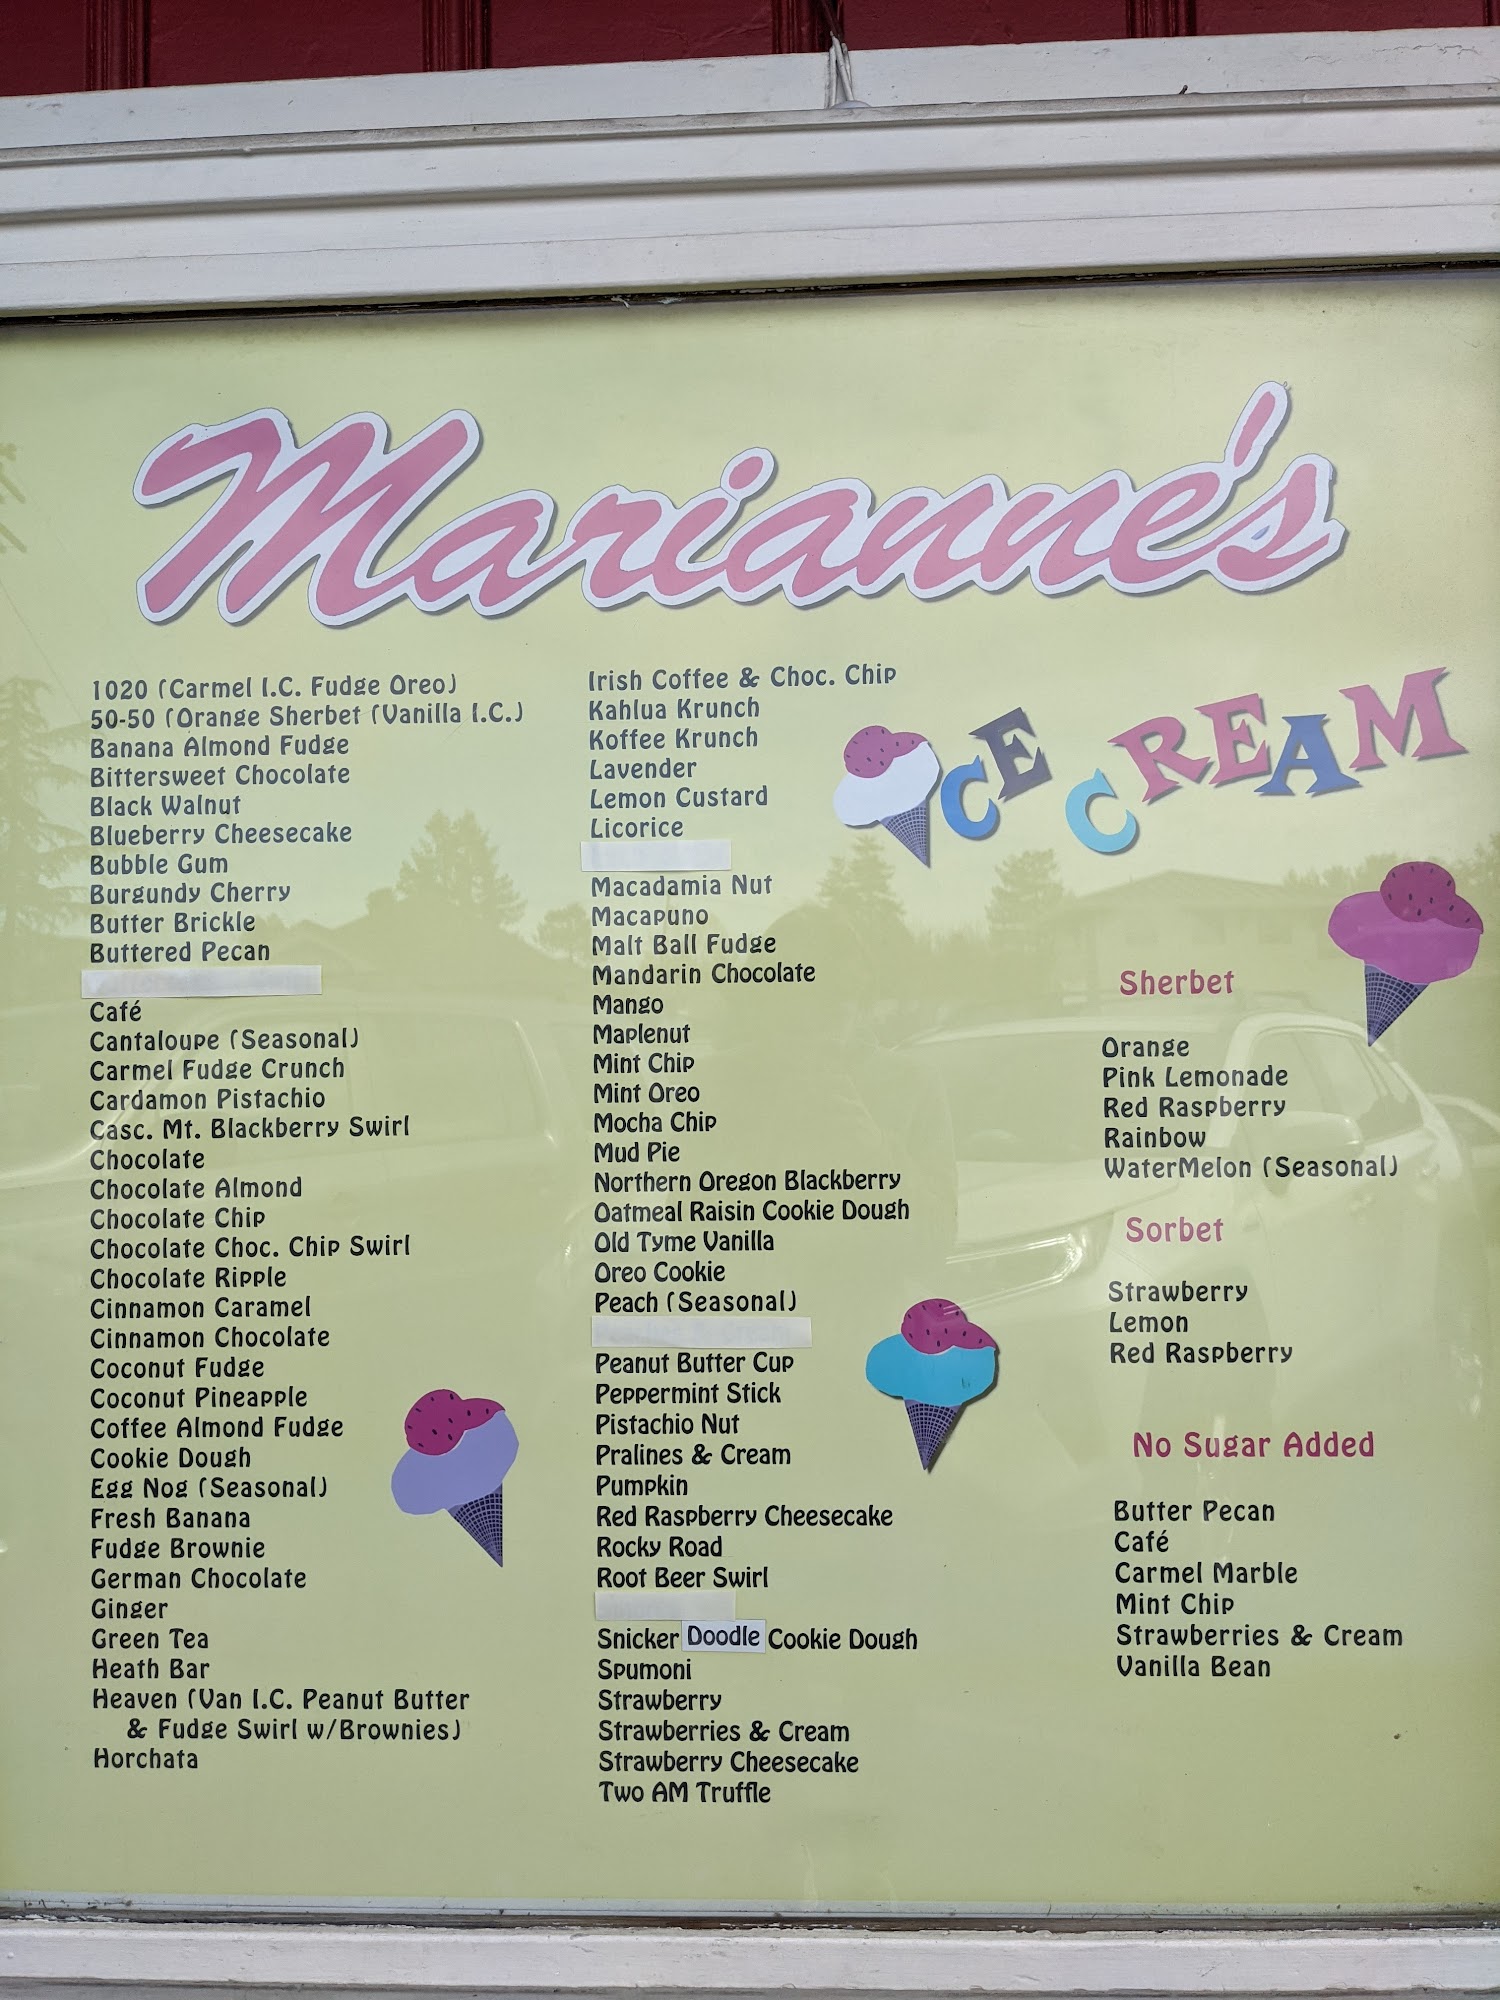 Marianne's
ICE CREAM
1020 (Carmel I.C. Fudge Oreo)
50-50 (Orange Sherbet (Vanilla I.C.)
Banana Almond Fudge
Bittersweet Chocolate
Black Walnut
Blueberry Cheesecake
Bubble Gum
Burgundy Cherry
Butter Brickle
Buttered Pecan
Café
Cantaloupe (Seasonal)
Carmel Fudge Crunch
Cardamon Pistachio
Casc. Mt. Blackberry Swirl
Chocolate
Chocolate Almond
Chocolate Chip
Chocolate Choc. Chip Swirl
Chocolate Ripple
Cinnamon Caramel
Cinnamon Chocolate
Coconut Fudge
Coconut Pineapple
Coffee Almond Fudge
Cookie Dough
Egg Nog (Seasonal)
Fresh Banana
Fudge Brownie
German Chocolate
Ginger
Green Tea
Heath Bar
Heaven (Van I.C. Peanut Butter
& Fudge Swirl w/Brownies)
Horchata
Irish Coffee & Choc. Chip
Kahlua Krunch
Koffee Krunch
Lavender
Lemon Custard
Licorice
Macadamia Nut
Macapuno
Malt Ball Fudge
Mandarin Chocolate
Mango
Maplenut
Mint Chip
Mint Oreo
Mocha Chip
Mud Pie
Northern Oregon Blackberry
Oatmeal Raisin Cookie Dough
Old Tyme Vanilla
Oreo Cookie
Peach (Seasonal)
Peanut Butter Cup
Peppermint Stick
Pistachio Nut
Pralines & Cream
Pumpkin
Red Raspberry Cheesecake
Rocky Road
Root Beer Swirl
Snicker Doodle Cookie Dough
Spumoni
Strawberry
Strawberries & Cream
Strawberry Cheesecake
Two AM Truffle
Sherbet
Orange
Pink Lemonade
Red Raspberry
Rainbow
WaterMelon (Seasonal)
Sorbet
Strawberry
Lemon
Red Raspberry
No Sugar Added
Butter Pecan
Café
Carmel Marble
Mint Chip
Strawberries & Cream
Vanilla Bean